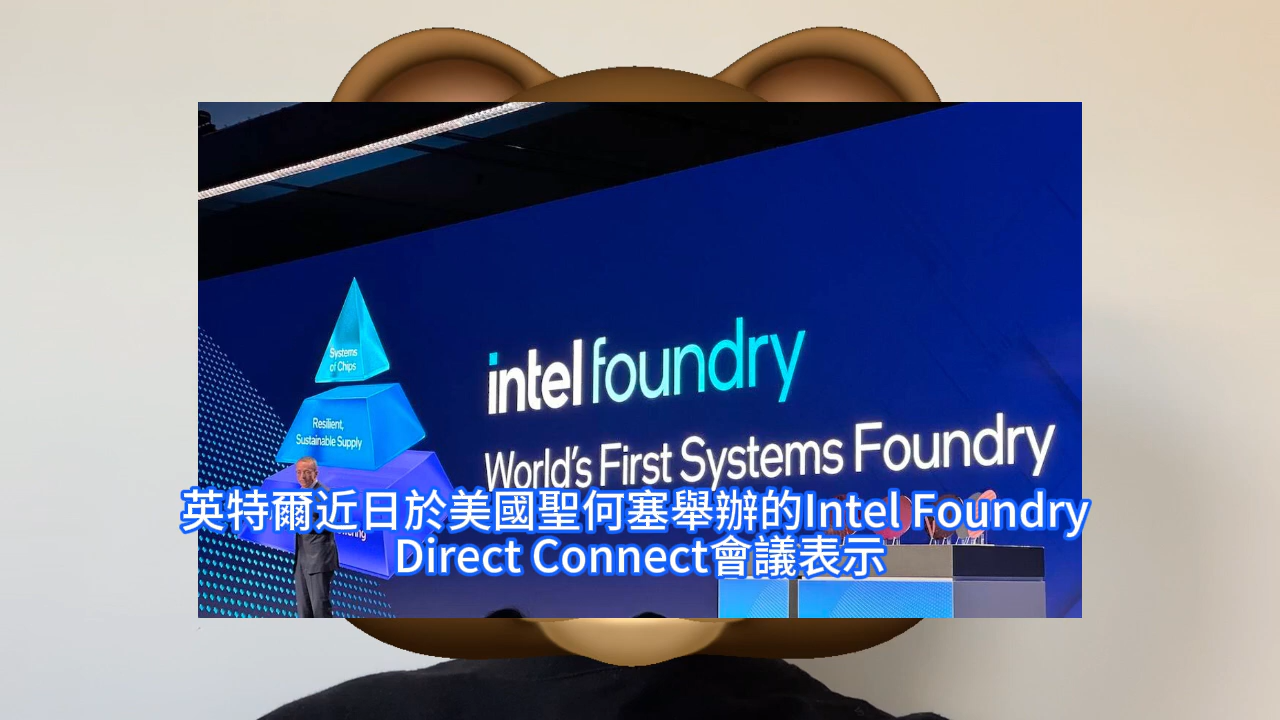 Systems
of Chips
Resilient,
Sustainable Supply
intel foundry
World's First Systems Foundry
英特爾近日於美國聖何塞舉辦的Intel Foundry
Direct Connect會議表示